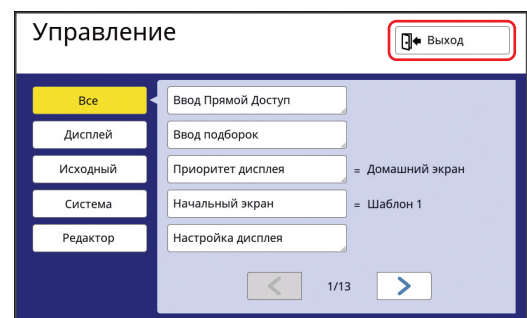 Управление
Выход
Все
Ввод Прямой Доступ
Дисплей
Ввод подборок
Исходный
Приоритет дисплея = Домашний экран
Система
Начальный экран = Шаблон 1
Редактор
Настройка дисплея
1/13